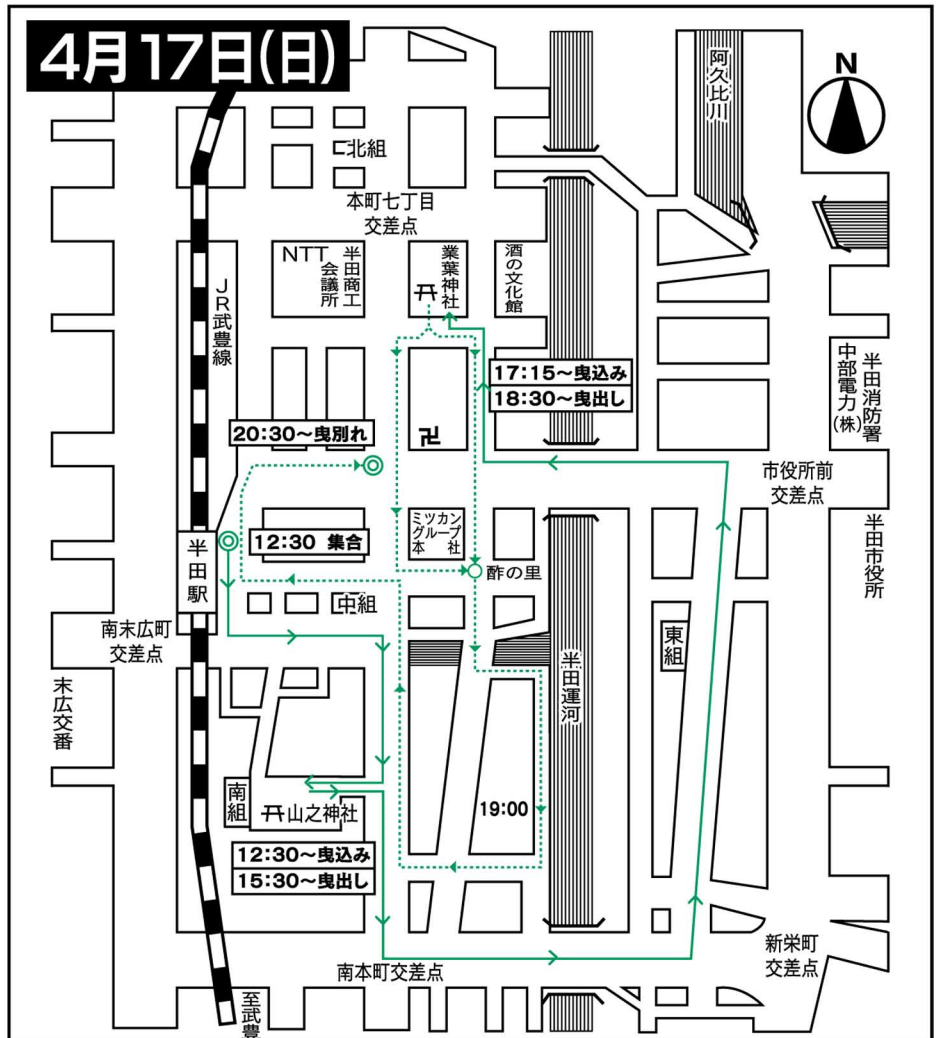 4月17日(日)
阿久比川
N
北組
本町七丁目
交差点
NTT
半田商工
会議所
業葉神社
酒の文化館
JR武豊線
17:15～曳込み
18:30～曳出し
中部電力(株)
半田消防署
20:30～曳別れ
卍
市役所前
交差点
ミツカン
グループ
本社
12:30 集合
半田駅
酢の里
半田市役所
中組
南末広町
交差点
東組
半田運河
末広交番
南組
山之神社
19:00
12:30～曳込み
15:30～曳出し
新栄町
交差点
南本町交差点
至武豊